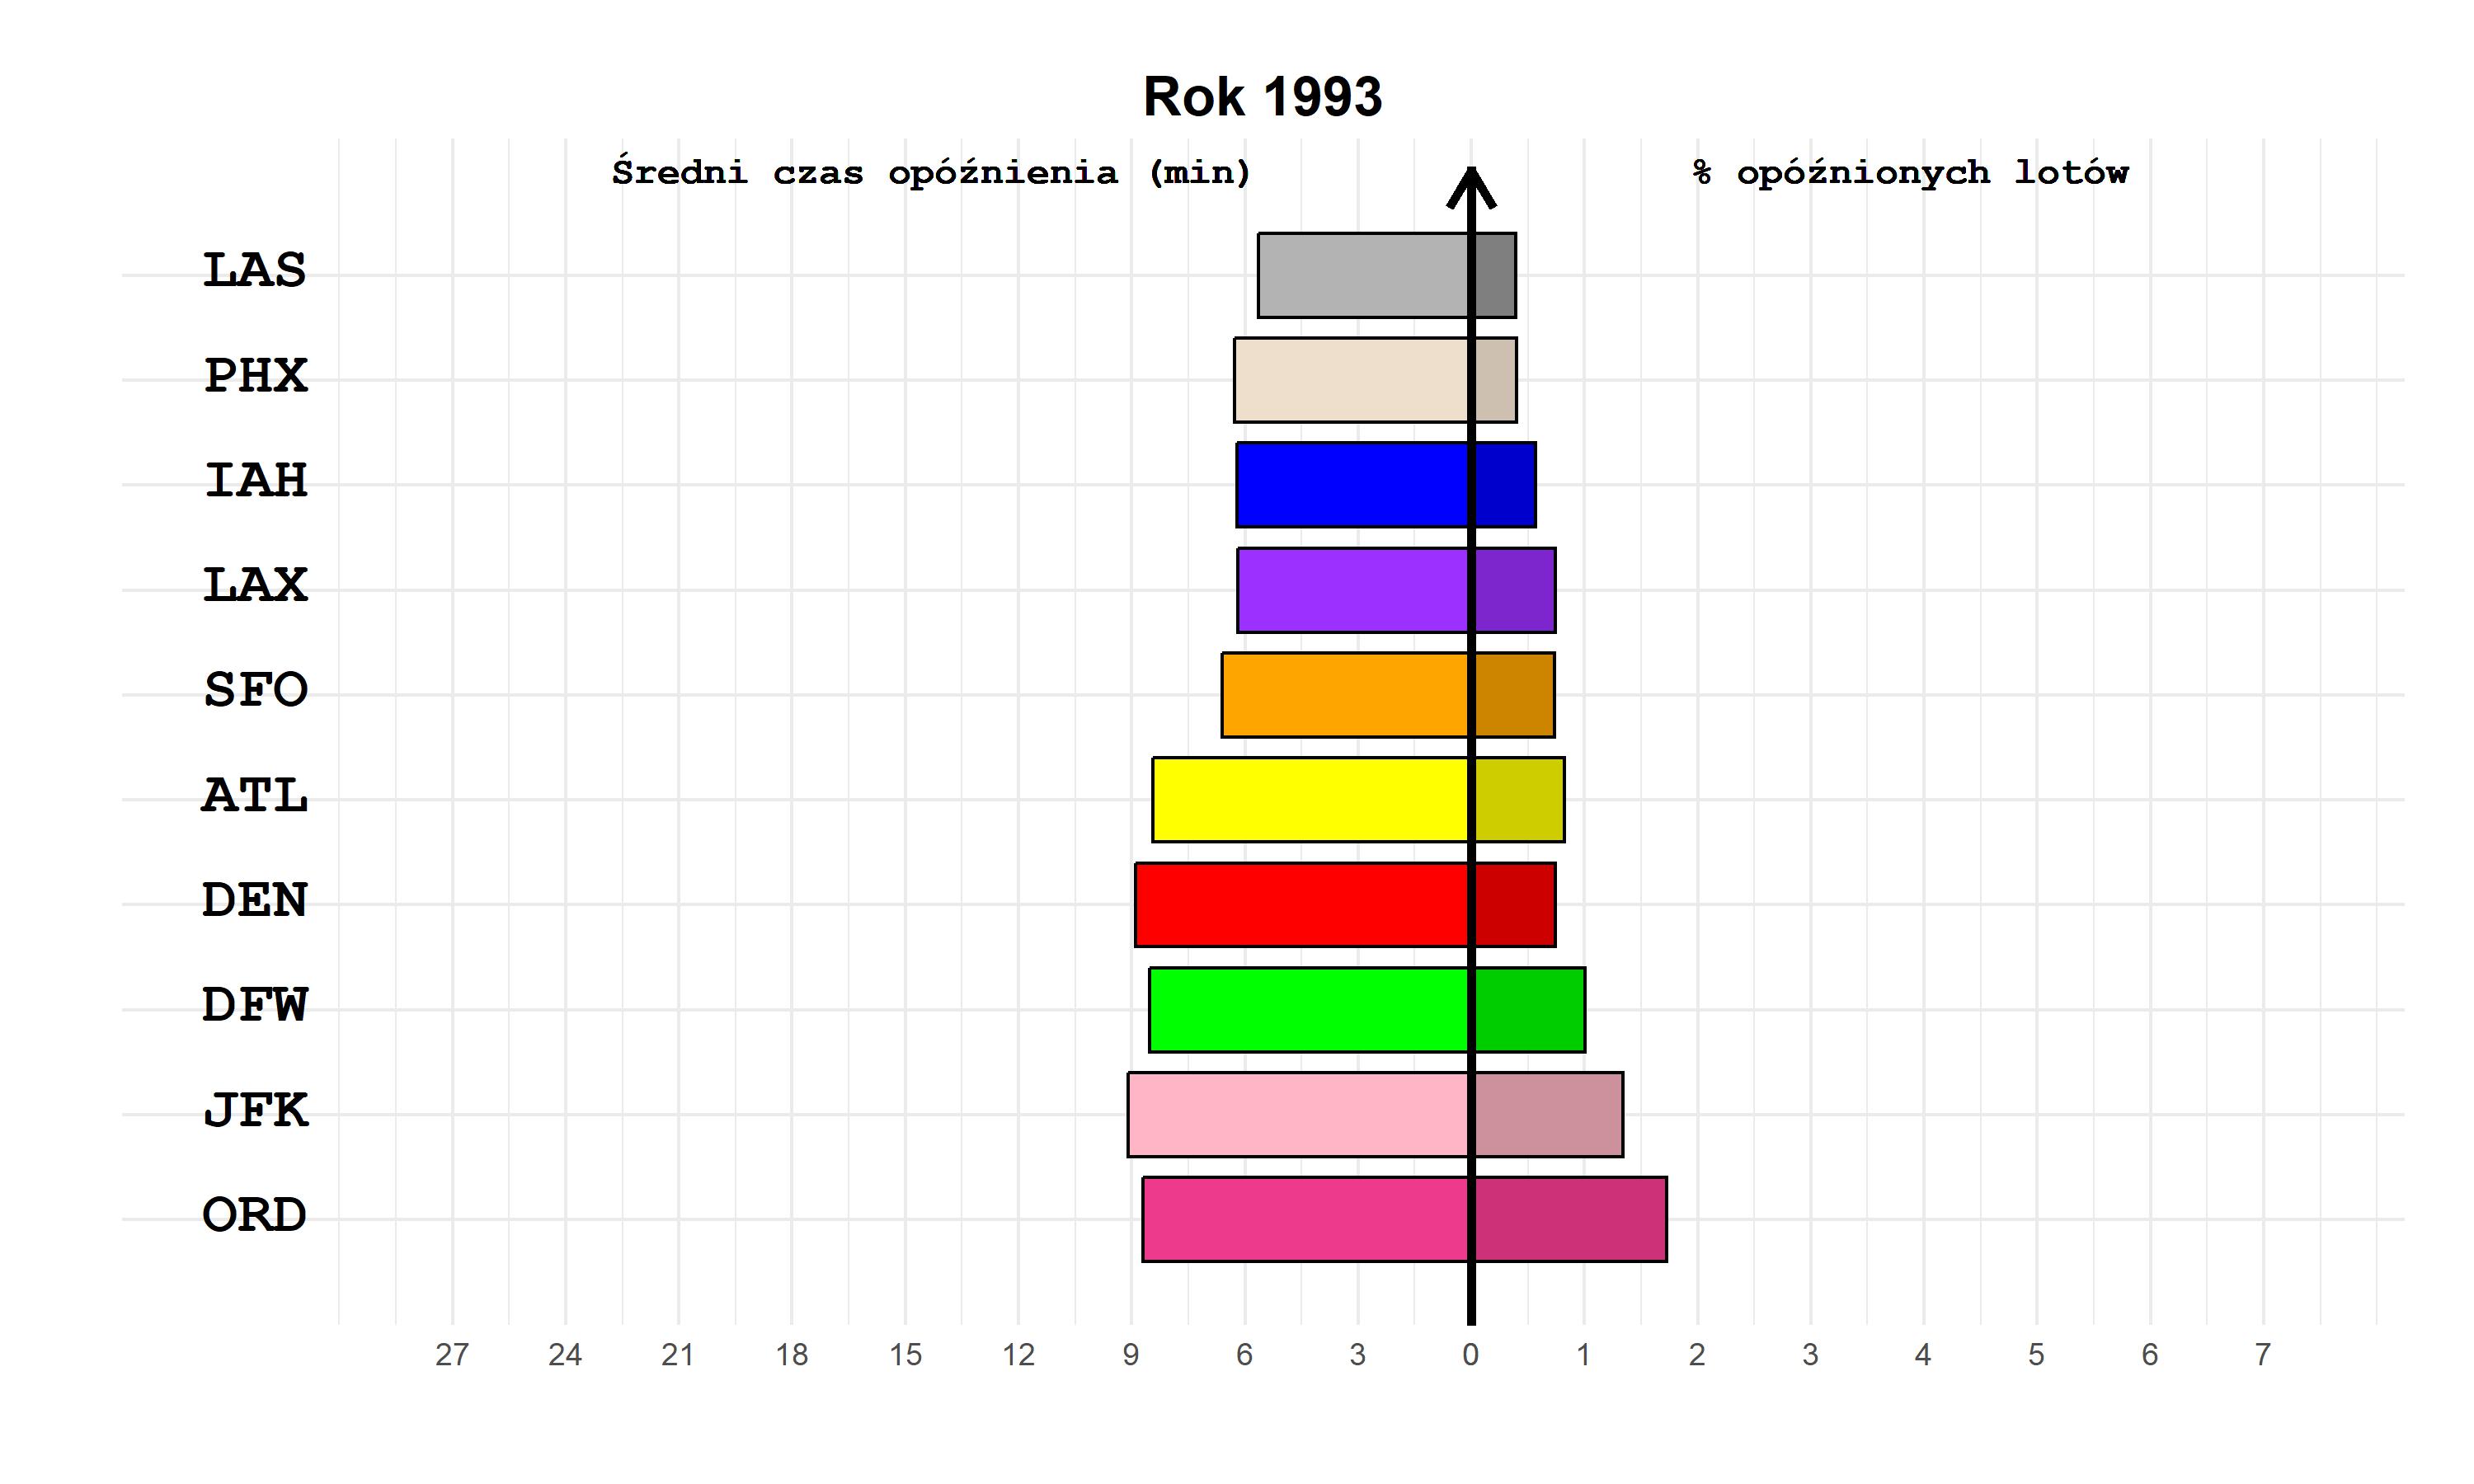 Rok 1993
Średni czas opóźnienia (min) % opóźnionych lotów
LAS
PHX
IAH
LAX
SFO
ATL
DEN
DFW
JFK
ORD
27 24 21 18 15 12 9 6 3 0 1 2 3 4 5 6 7